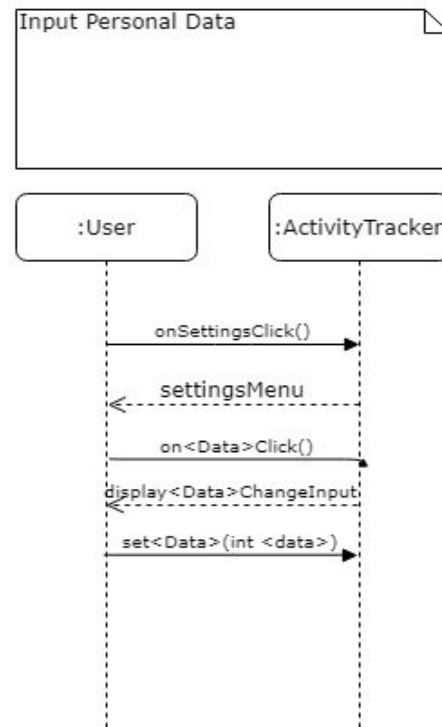 Input Personal Data
:User
:ActivityTracker
onSettingsClick()
settingsMenu
on<Data>Click()
display<Data>ChangeInput
set<Data>(int <data>)